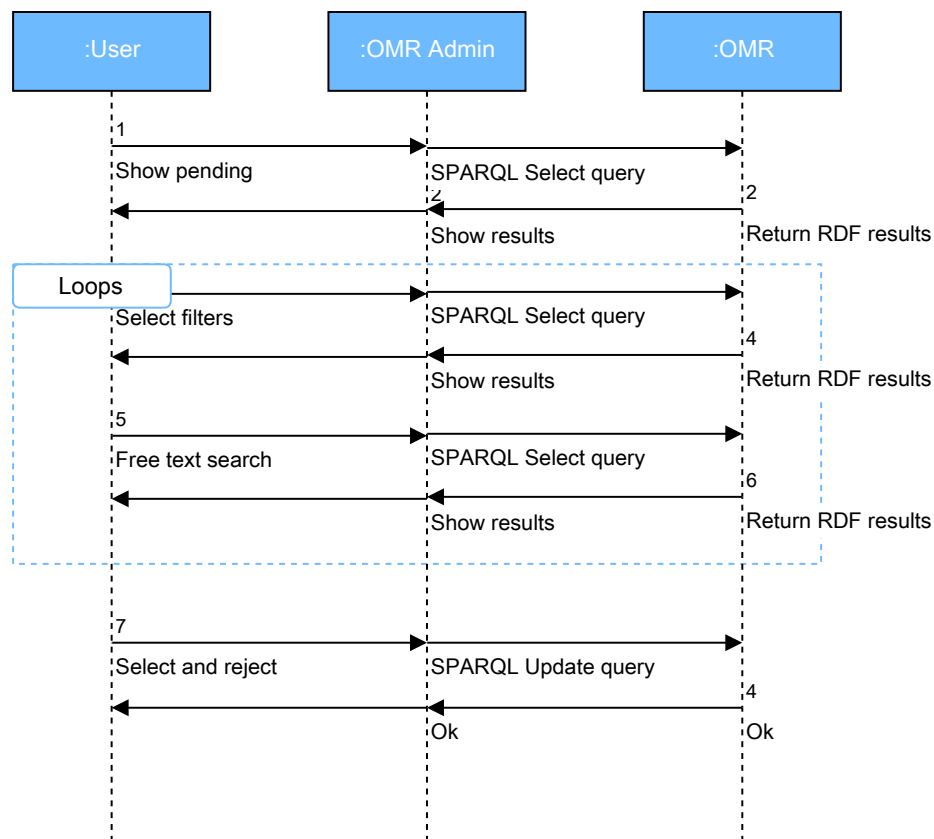 :User
:OMR Admin
:OMR
1
Show pending
SPARQL Select query
2
2
Show results
Return RDF results
Loops
Select filters
SPARQL Select query
4
Show results
Return RDF results
5
Free text search
SPARQL Select query
6
Show results
Return RDF results
7
Select and reject
SPARQL Update query
4
Ok
Ok